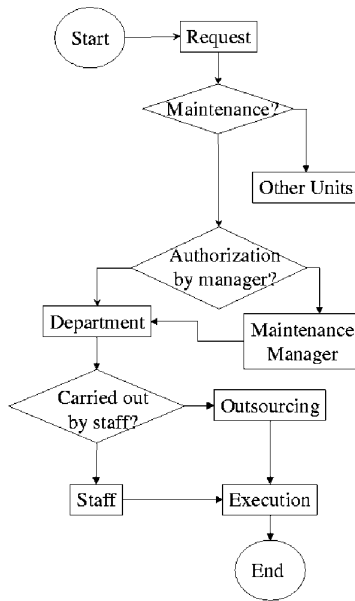 Start
Request
Maintenance?
Other Units
Authorization
by manager?
Department
Maintenance
Manager
Carried out
by staff?
Outsourcing
Staff
Execution
End